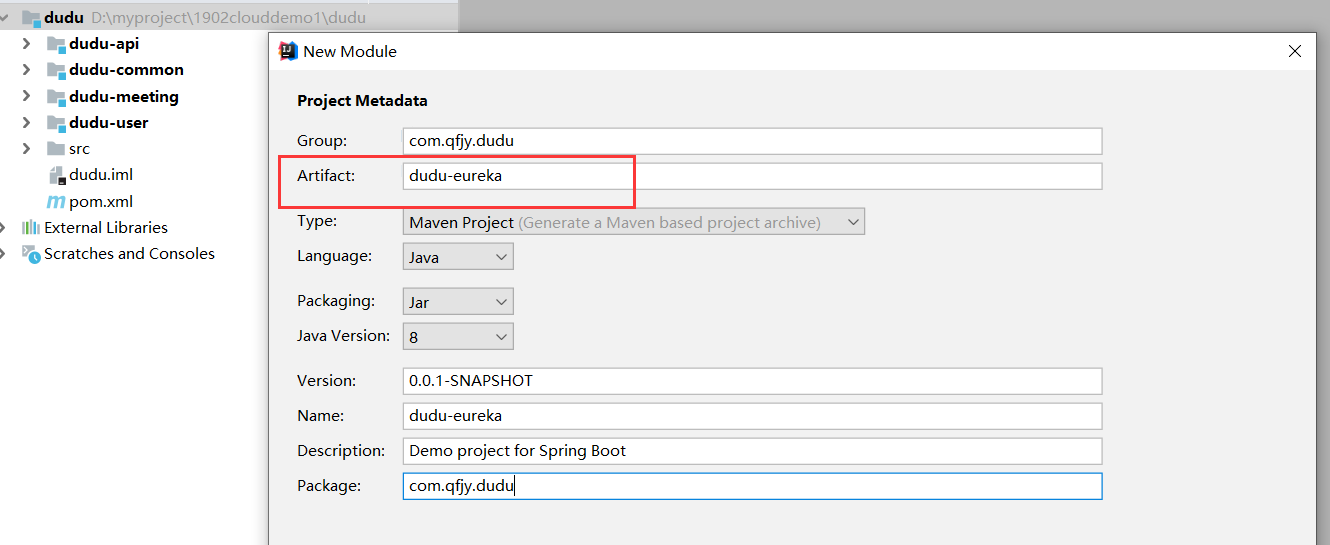 dudu D:\myproject\1902clouddemo1\dudu
dudu-api
dudu-common
dudu-meeting
dudu-user
src
dudu.iml
pom.xml
External Libraries
Scratches and Consoles
New Module
Project Metadata
Group: com.qfjy.dudu
Artifact: dudu-eureka
Type: Maven Project (Generate a Maven based project archive)
Language: Java
Packaging: Jar
Java Version: 8
Version: 0.0.1-SNAPSHOT
Name: dudu-eureka
Description: Demo project for Spring Boot
Package: com.qfjy.dudu